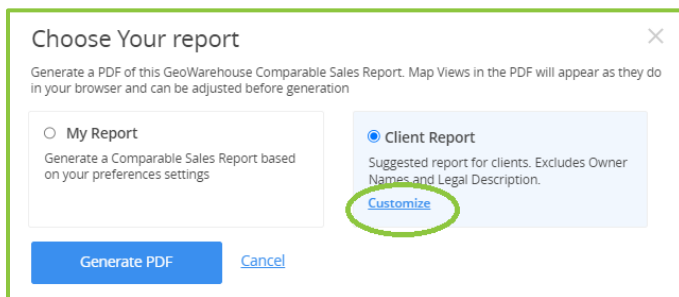 Choose Your report
Generate a PDF of this GeoWarehouse Comparable Sales Report. Map Views in the PDF will appear as they do
in your browser and can be adjusted before generation
My Report
Generate a Comparable Sales Report based
on your preferences settings
Client Report
Suggested report for clients. Excludes Owner
Names and Legal Description.
Customize
Generate PDF
Cancel